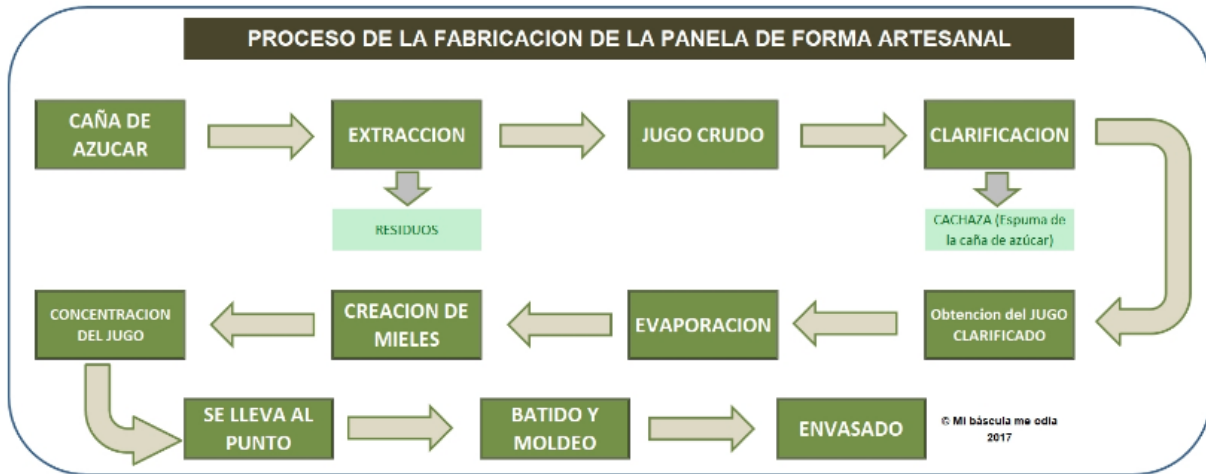 PROCESO DE LA FABRICACION DE LA PANELA DE FORMA ARTESANAL
CAÑA DE
AZUCAR
EXTRACCION
JUGO CRUDO
CLARIFICACION
RESIDUOS
CACHAZA (Espuma de
la caña de azúcar)
Obtencion del JUGO
CLARIFICADO
EVAPORACION
CREACION DE
MIELES
CONCENTRACION
DEL JUGO
SE LLEVA AL
PUNTO
BATIDO Y
MOLDEO
ENVASADO
© Mi báscula me odia
2017